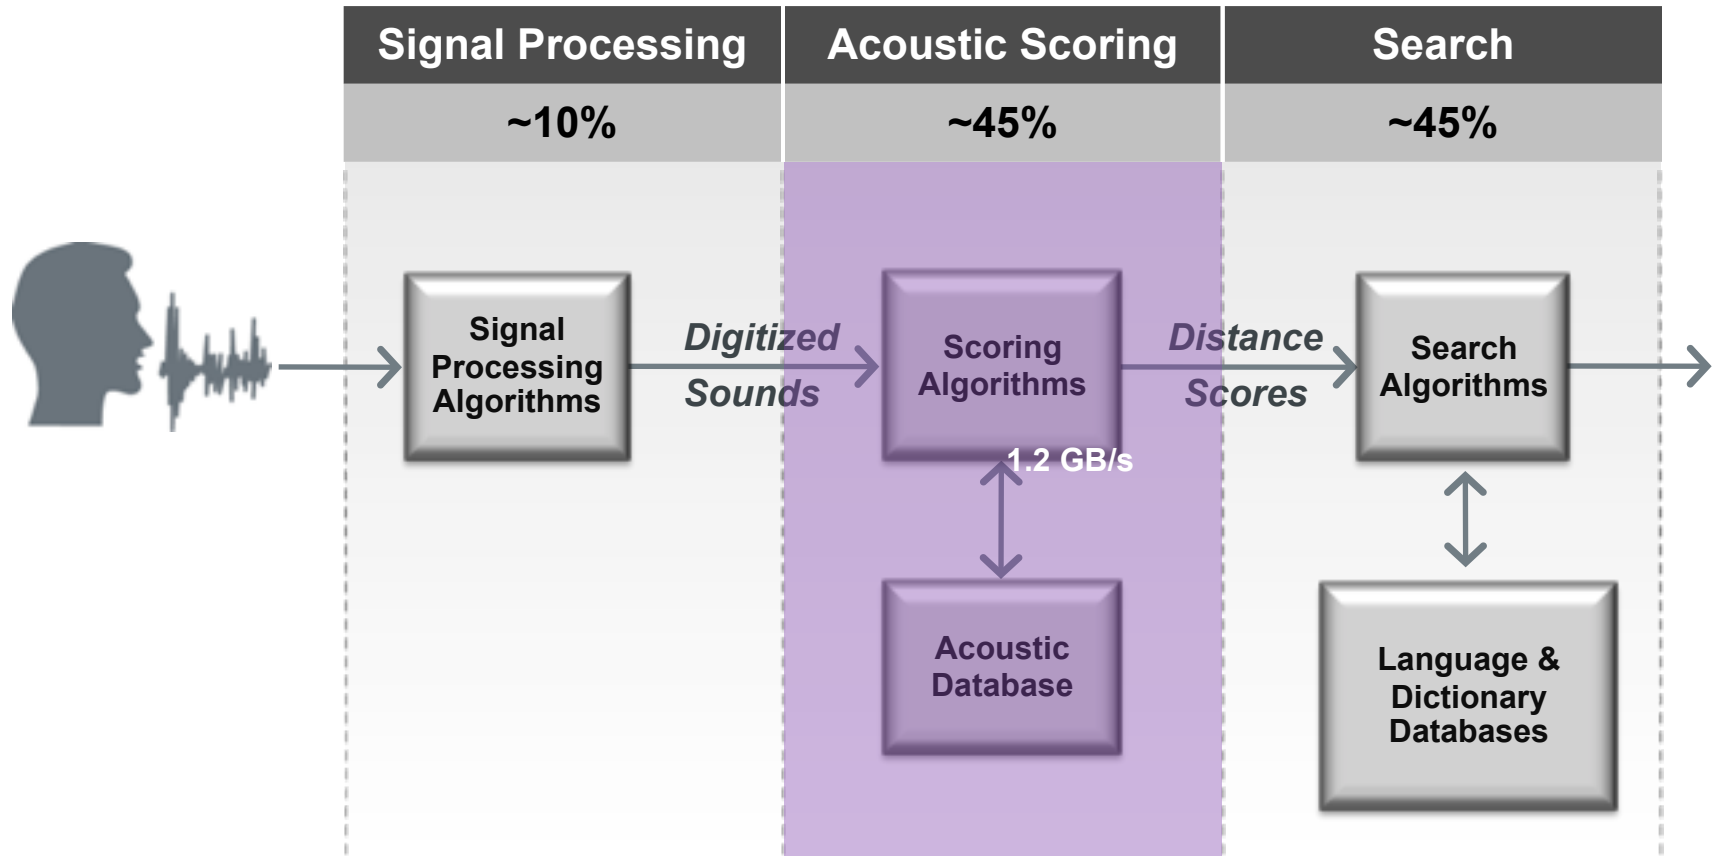 Signal Processing
Acoustic Scoring
Search
~10%
~45%
~45%
Signal
Processing
Algorithms
Digitized
Sounds
Scoring
Algorithms
Distance
Scores
Search
Algorithms
1.2 GB/s
Acoustic
Database
Language &
Dictionary
Databases